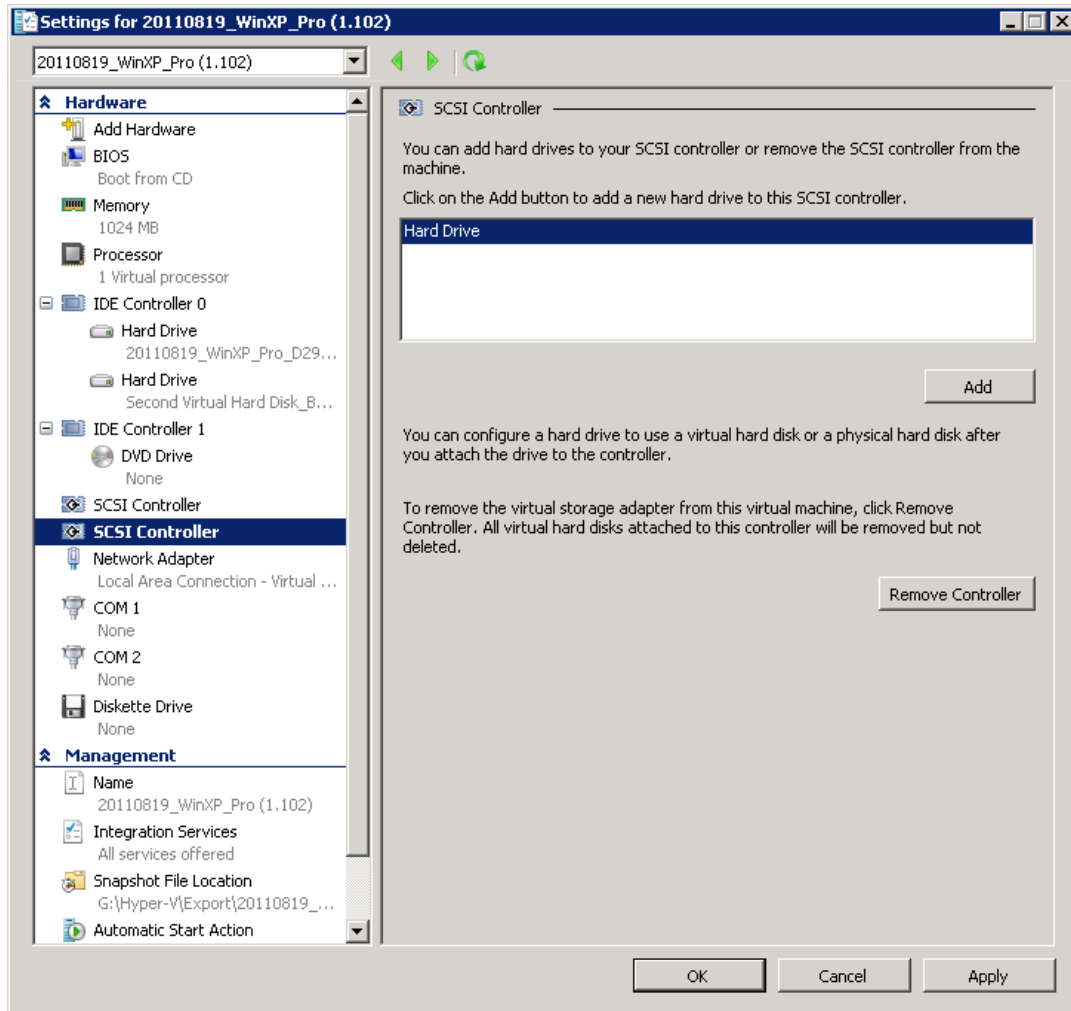 Settings for 20110819_WinXP_Pro (1.102)
20110819_WinXP_Pro (1.102)
Hardware
Add Hardware
BIOS
Boot from CD
Memory
1024 MB
Processor
1 Virtual processor
IDE Controller 0
Hard Drive
20110819_WinXP_Pro_D29...
Hard Drive
Second Virtual Hard Disk_B...
IDE Controller 1
DVD Drive
None
SCSI Controller
SCSI Controller
Network Adapter
Local Area Connection - Virtual ...
COM 1
None
COM 2
None
Diskette Drive
None
Management
Name
20110819_WinXP_Pro (1.102)
Integration Services
All services offered
Snapshot File Location
G:\Hyper-V\Export\20110819_...
Automatic Start Action
SCSI Controller
You can add hard drives to your SCSI controller or remove the SCSI controller from the
machine.
Click on the Add button to add a new hard drive to this SCSI controller.
Hard Drive
Add
You can configure a hard drive to use a virtual hard disk or a physical hard disk after
you attach the drive to the controller.
To remove the virtual storage adapter from this virtual machine, click Remove
Controller. All virtual hard disks attached to this controller will be removed but not
deleted.
Remove Controller
OK
Cancel
Apply